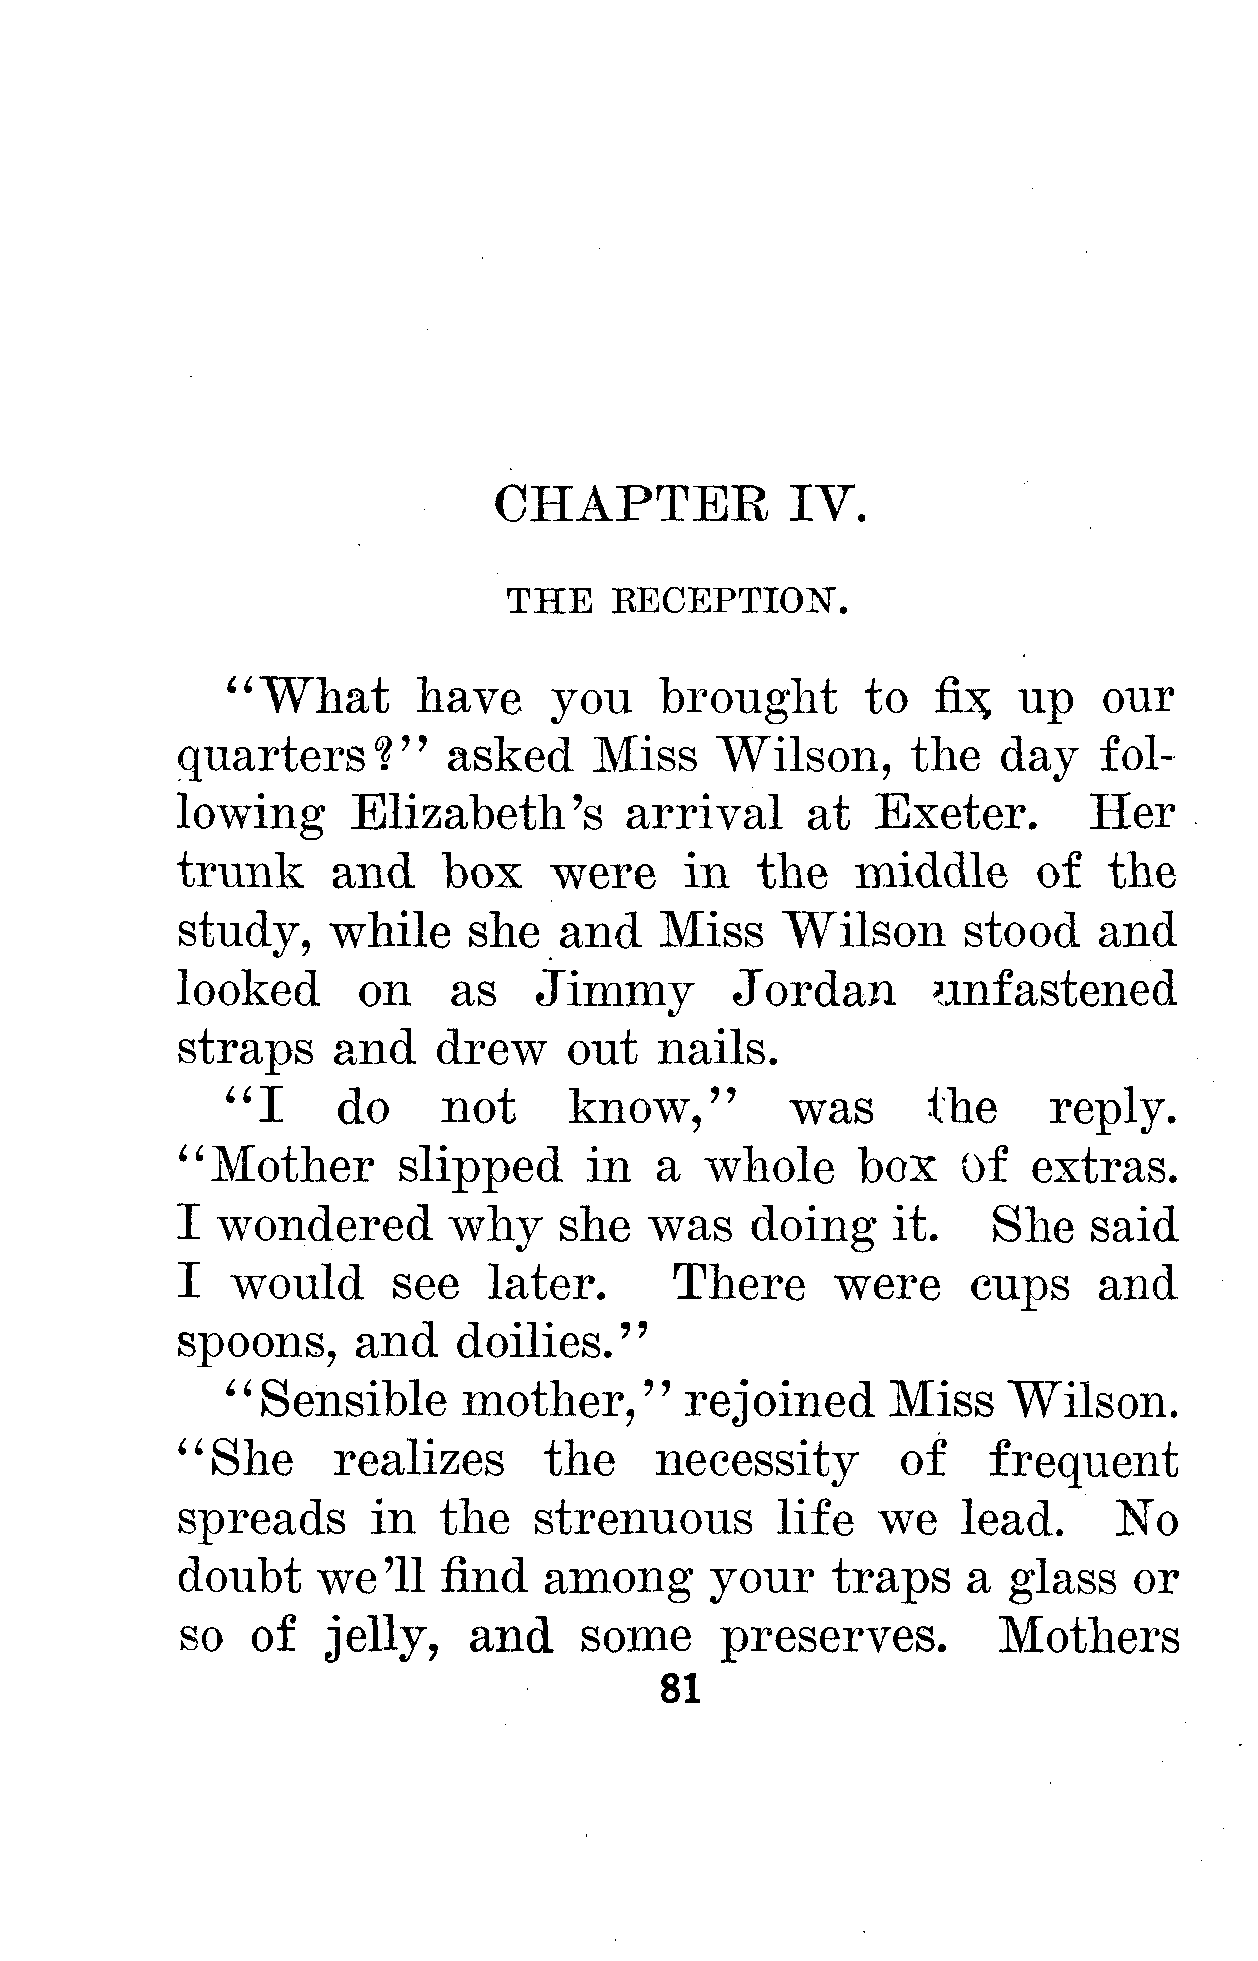 CHAPTER IV.
THE RECEPTION.
“What have you brought to fix up our
quarters?” asked Miss Wilson, the day fol-
lowing Elizabeth’s arrival at Exeter. Her
trunk and box were in the middle of the
study, while she and Miss Wilson stood and
looked on as Jimmy Jordan unfastened
straps and drew out nails.
“I do not know,” was the reply.
“Mother slipped in a whole box of extras.
I wondered why she was doing it. She said
I would see later. There were cups and
spoons, and doilies.”
“Sensible mother,” rejoined Miss Wilson.
“She realizes the necessity of frequent
spreads in the strenuous life we lead. No
doubt we’ll find among your traps a glass or
so of jelly, and some preserves. Mothers
81